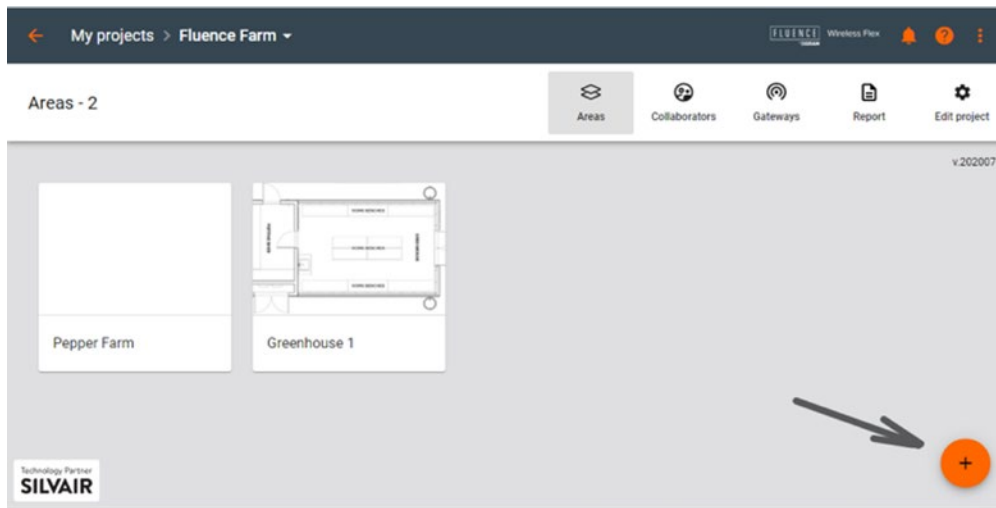 My projects > Fluence Farm
FLUENCE Wireless Flex
Areas - 2
Areas
Collaborators
Gateways
Report
Edit project
v.202007
Pepper Farm
Greenhouse 1
Technology Partner
SILVAIR